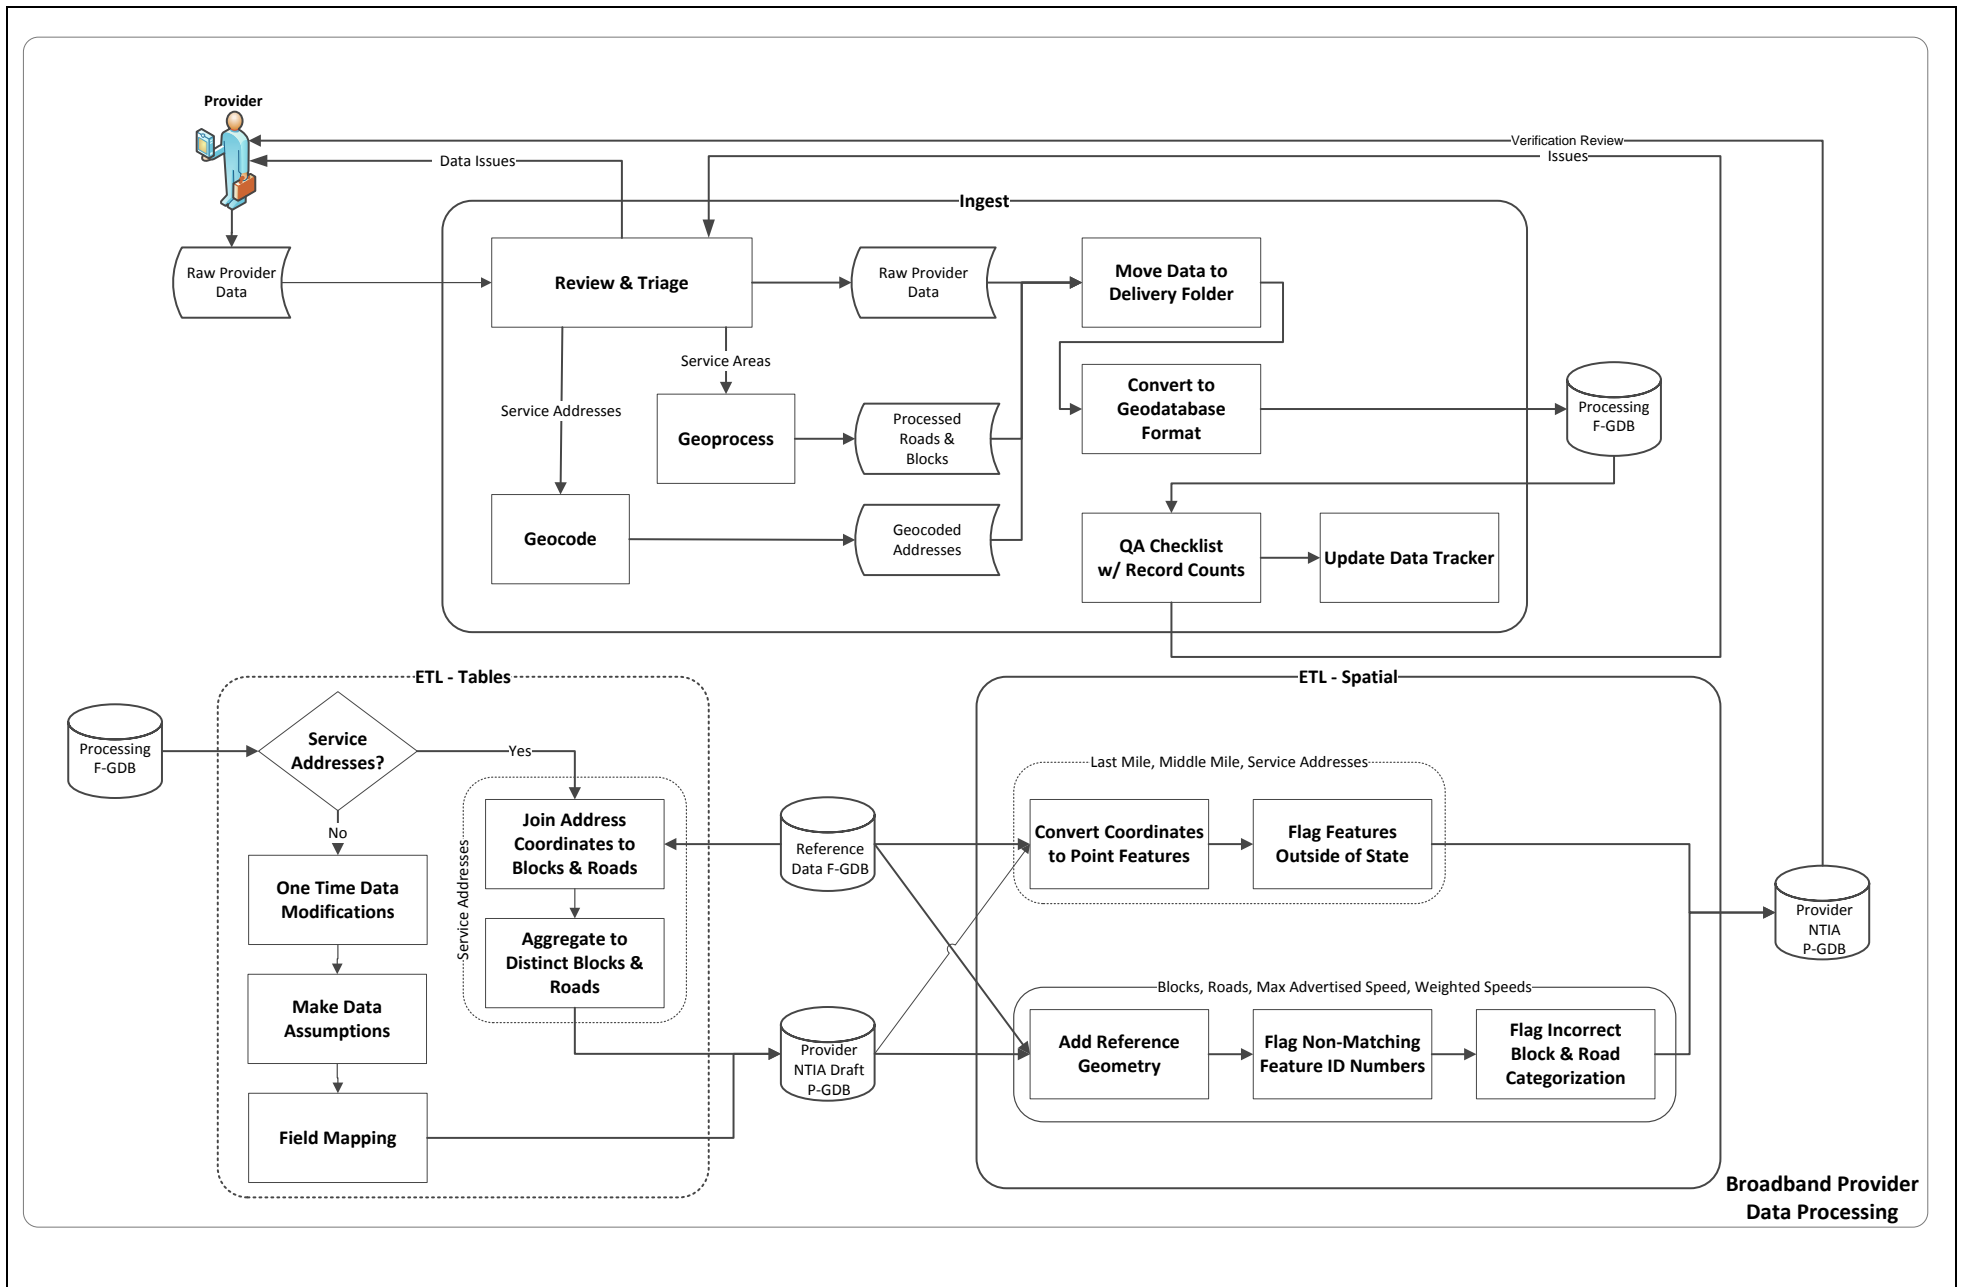 Provider
Verification Review
Data Issues
Issues
Ingest
Raw Provider
Data
Review & Triage
Raw Provider
Data
Move Data to
Delivery Folder
Service Areas
Service Addresses
Convert to
Geodatabase
Format
Processing
F-GDB
Geoprocess
Processed
Roads &
Blocks
Geocode
Geocoded
Addresses
QA Checklist
w/ Record Counts
Update Data Tracker
ETL - Tables
ETL - Spatial
Processing
F-GDB
Service
Addresses?
Yes
No
Last Mile, Middle Mile, Service Addresses
Service Addresses
Join Address
Coordinates to
Blocks & Roads
Reference
Data F-GDB
Convert Coordinates
to Point Features
Flag Features
Outside of State
One Time Data
Modifications
Aggregate to
Distinct Blocks &
Roads
Provider
NTIA
P-GDB
Make Data
Assumptions
Blocks, Roads, Max Advertised Speed, Weighted Speeds
Provider
NTIA Draft
P-GDB
Add Reference
Geometry
Flag Non-Matching
Feature ID Numbers
Flag Incorrect
Block & Road
Categorization
Field Mapping
Broadband Provider
Data Processing